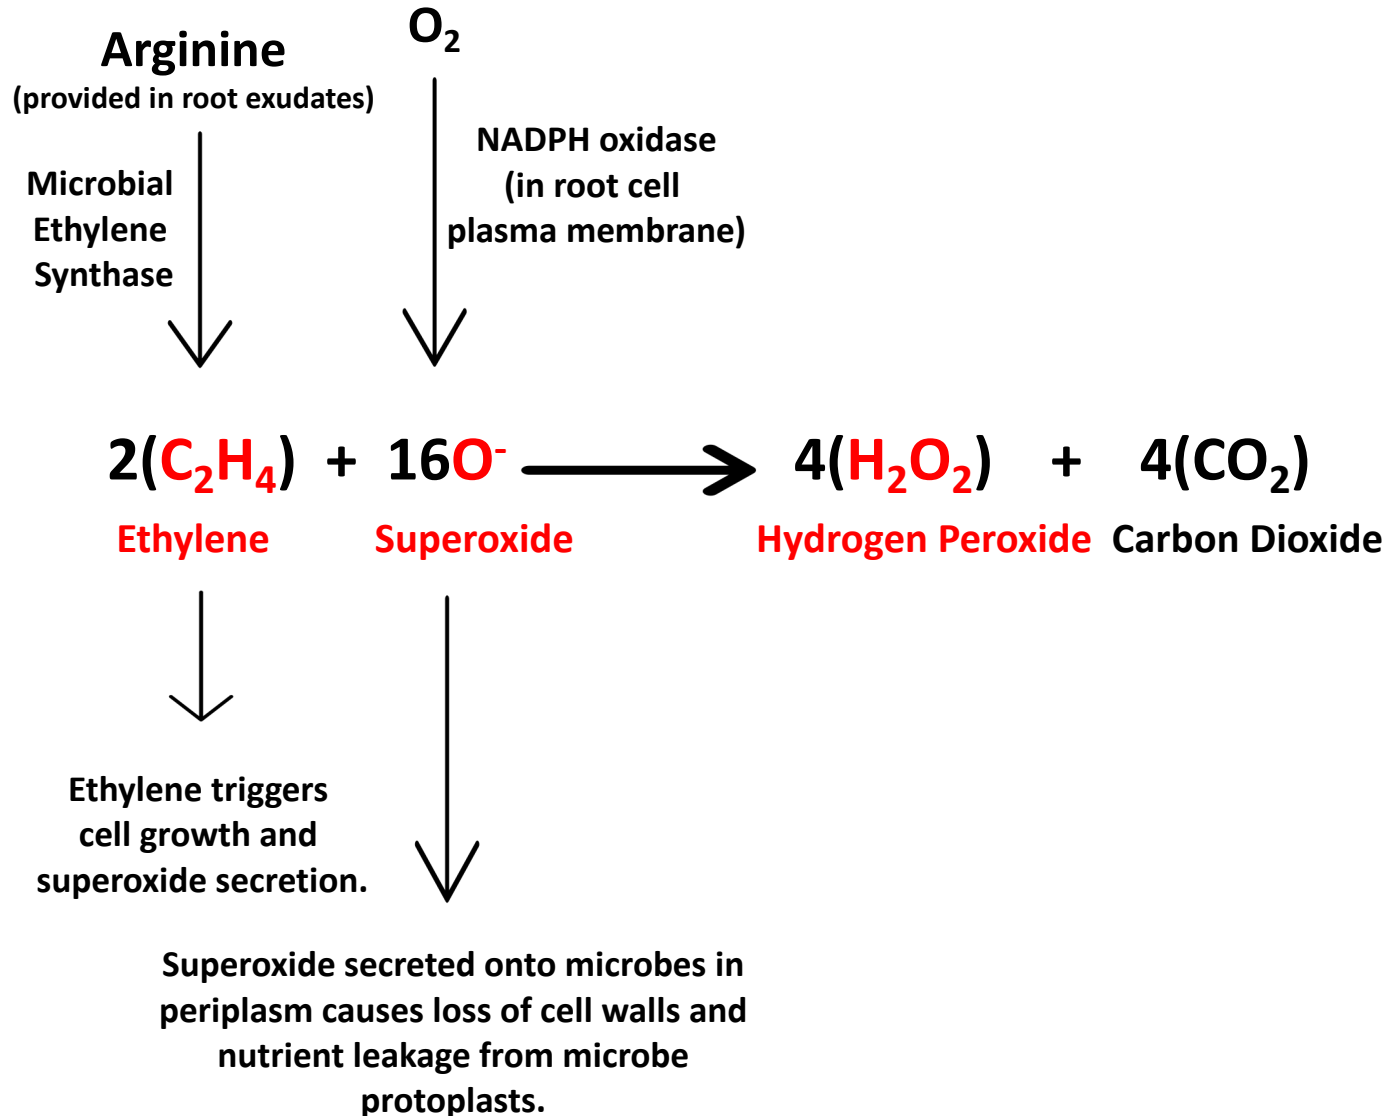 Arginine
(provided in root exudates)
O₂
Microbial
Ethylene
Synthase
NADPH oxidase
(in root cell
plasma membrane)
2(C₂H₄) + 16O⁻ → 4(H₂O₂) + 4(CO₂)
Ethylene Superoxide Hydrogen Peroxide Carbon Dioxide
Ethylene triggers
cell growth and
superoxide secretion.
Superoxide secreted onto microbes in
periplasm causes loss of cell walls and
nutrient leakage from microbe
protoplasts.